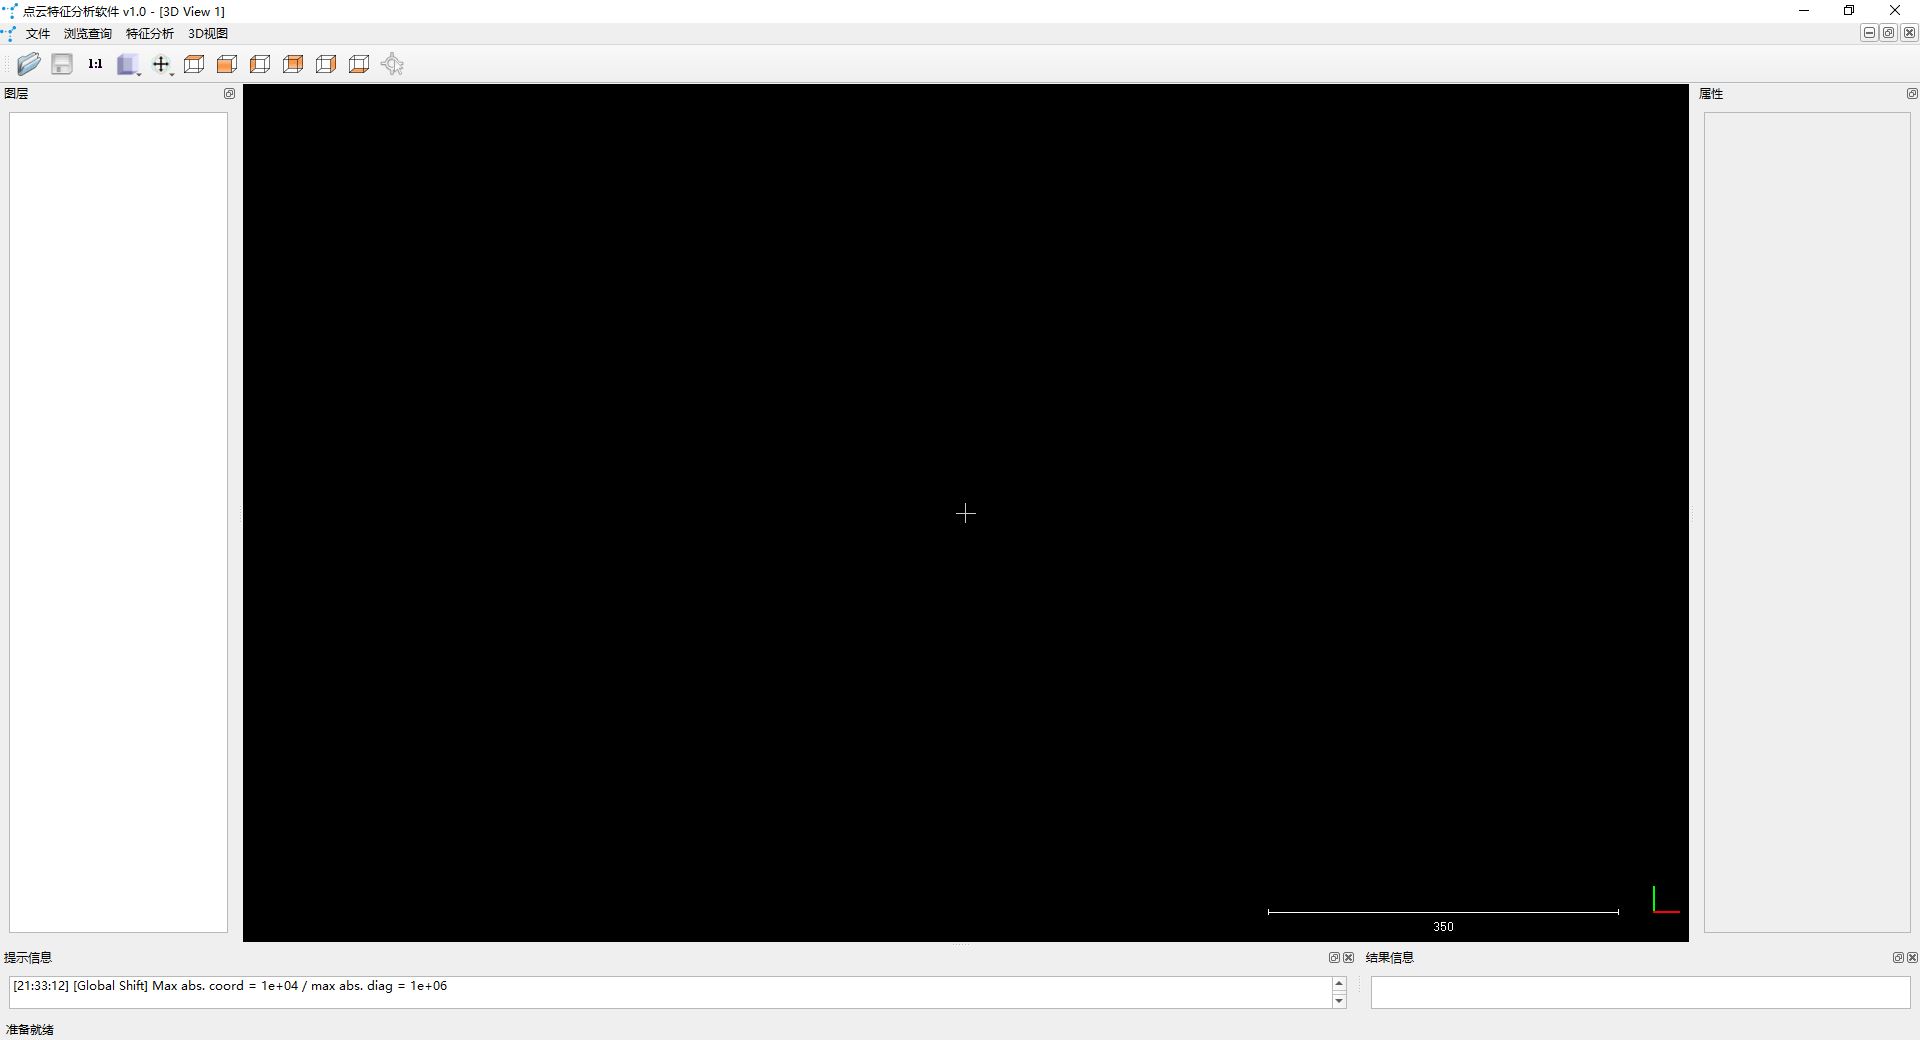 点云特征分析软件 v1.0 - [3D View 1]
文件 浏览查询 特征分析 3D视图
1:1
图层
属性
350
提示信息
结果信息
[21:33:12] [Global Shift] Max abs. coord = 1e+04 / max abs. diag = 1e+06
准备就绪